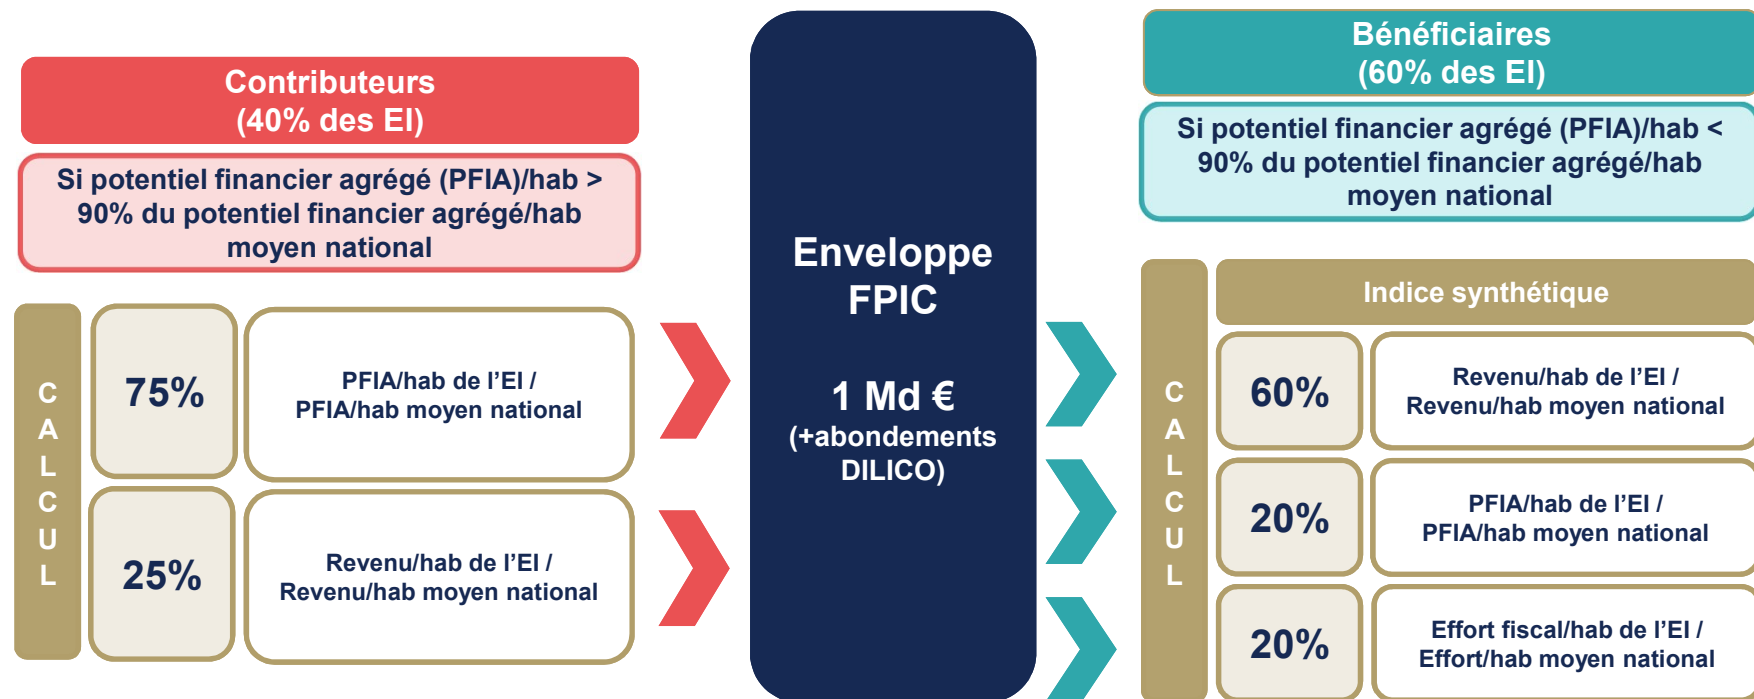 Contributeurs
(40% des EI)
Si potentiel financier agrégé (PFIA)/hab >
90% du potentiel financier agrégé/hab
moyen national
CALCUL
75%
PFIA/hab de l’EI /
PFIA/hab moyen national
25%
Revenu/hab de l’EI /
Revenu/hab moyen national
Enveloppe
FPIC
1 Md €
(+abondements
DILICO)
Bénéficiaires
(60% des EI)
Si potentiel financier agrégé (PFIA)/hab <
90% du potentiel financier agrégé/hab
moyen national
CALCUL
Indice synthétique
60%
Revenu/hab de l’EI /
Revenu/hab moyen national
20%
PFIA/hab de l’EI /
PFIA/hab moyen national
20%
Effort fiscal/hab de l’EI /
Effort/hab moyen national